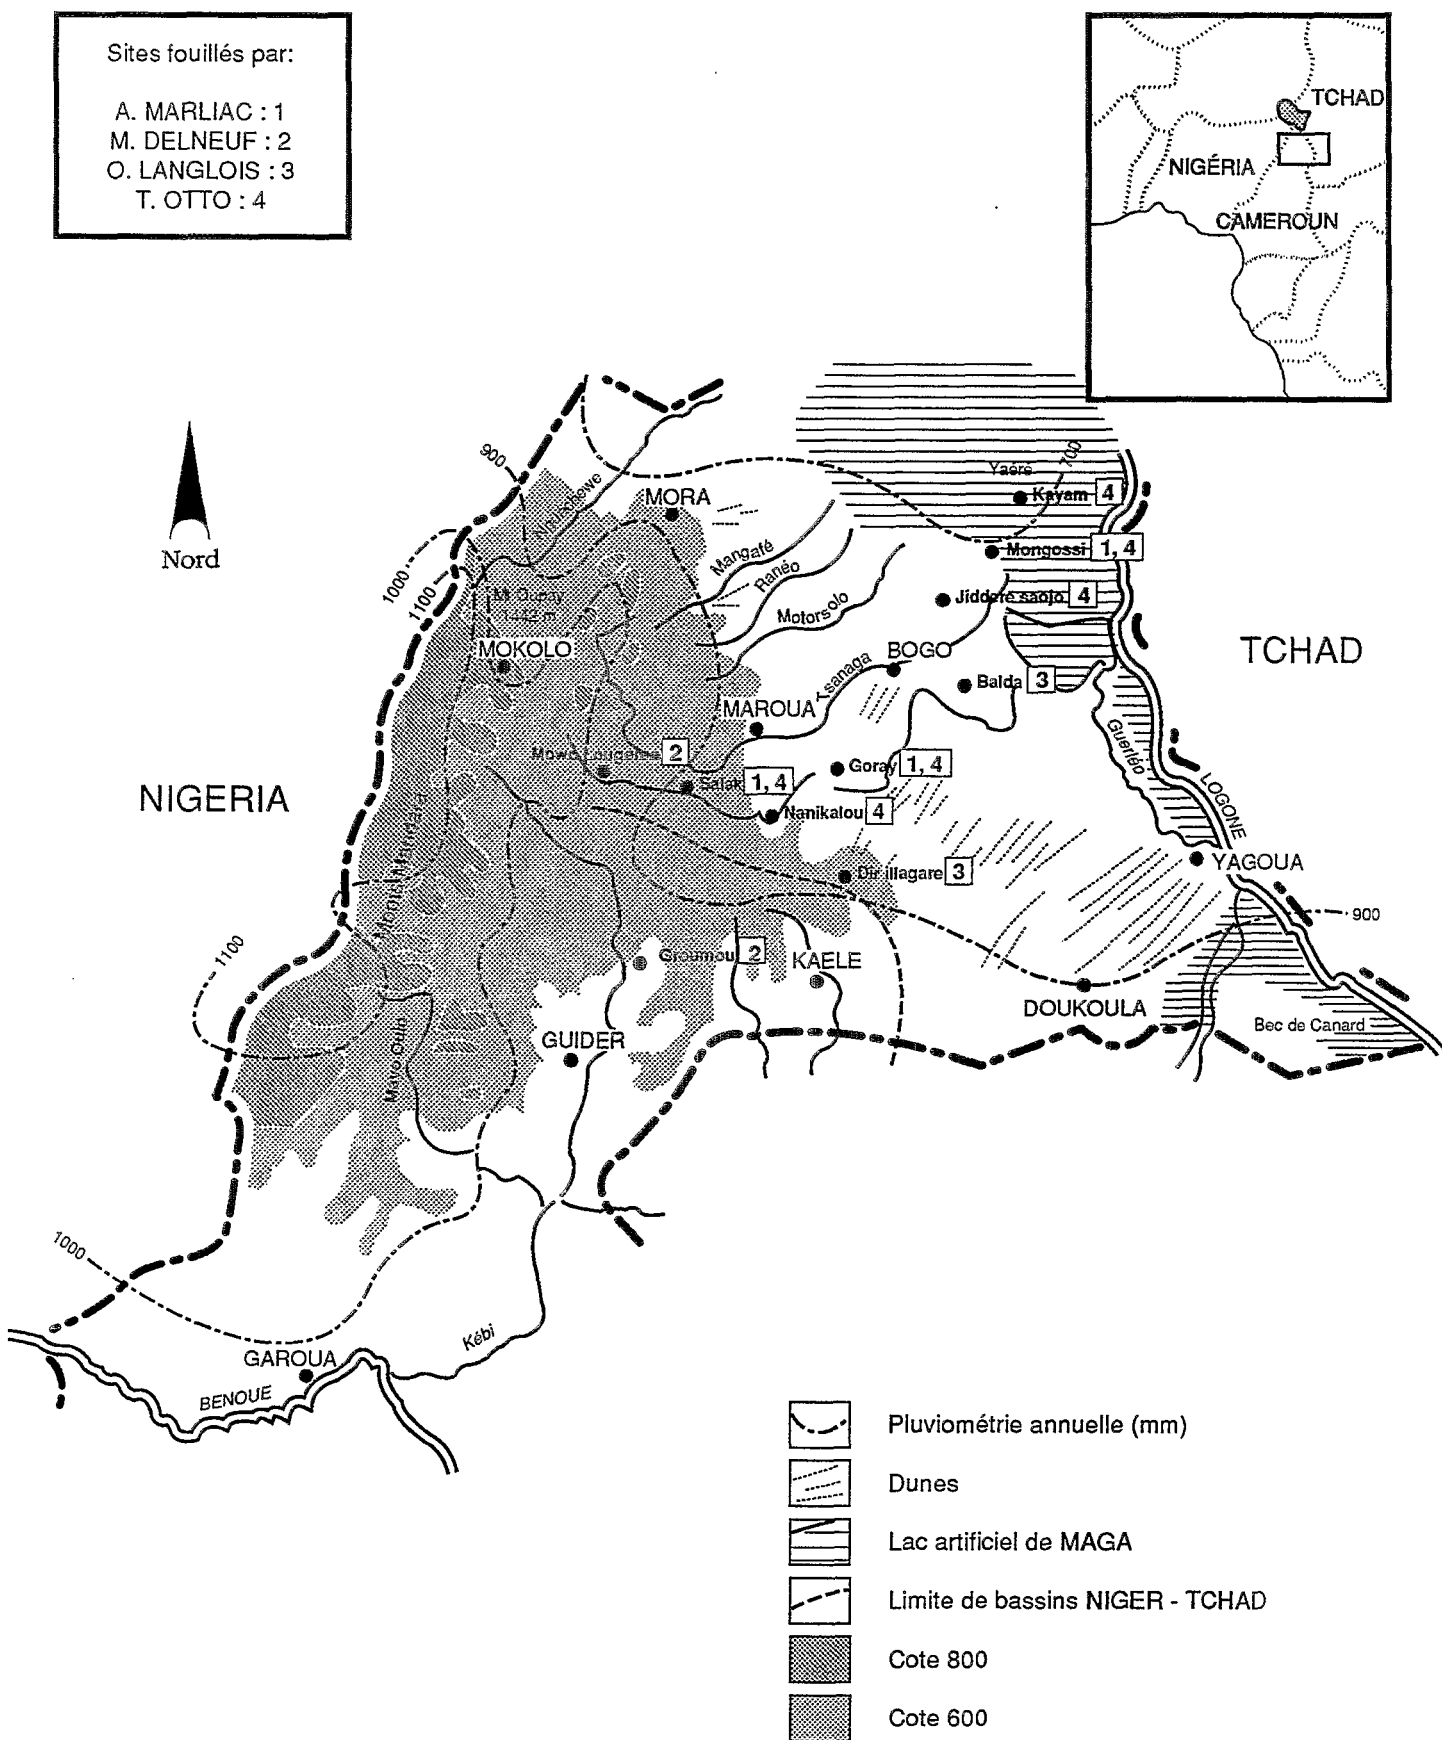 Sites fouillés par:
A. MARLIAC : 1
M. DELNEUF : 2
O. LANGLOIS : 3
T. OTTO : 4
TCHAD
NIGÉRIA
CAMEROUN
Nord
900
700
Yaéré
Kayam 4
MORA
Mangafé
Mongossi 1, 4
Ranéo
1000
1100
Motorsolo
Jiddéré saojo 4
1442 m
MOKOLO
BOGO
TCHAD
Tsanaga
Balda 3
MAROUA
Guerléo
2
Goray 1, 4
Salak 1, 4
NIGERIA
LOGONE
Nanikalou 4
YAGOUA
Dir illagare 3
900
1100
Groumou 2
KAELE
DOUKOULA
Bec de Canard
GUIDER
Mayo Oulo
1000
Kébi
GAROUA
BENOUE
Pluviométrie annuelle (mm)
Dunes
Lac artificiel de MAGA
Limite de bassins NIGER - TCHAD
Cote 800
Cote 600